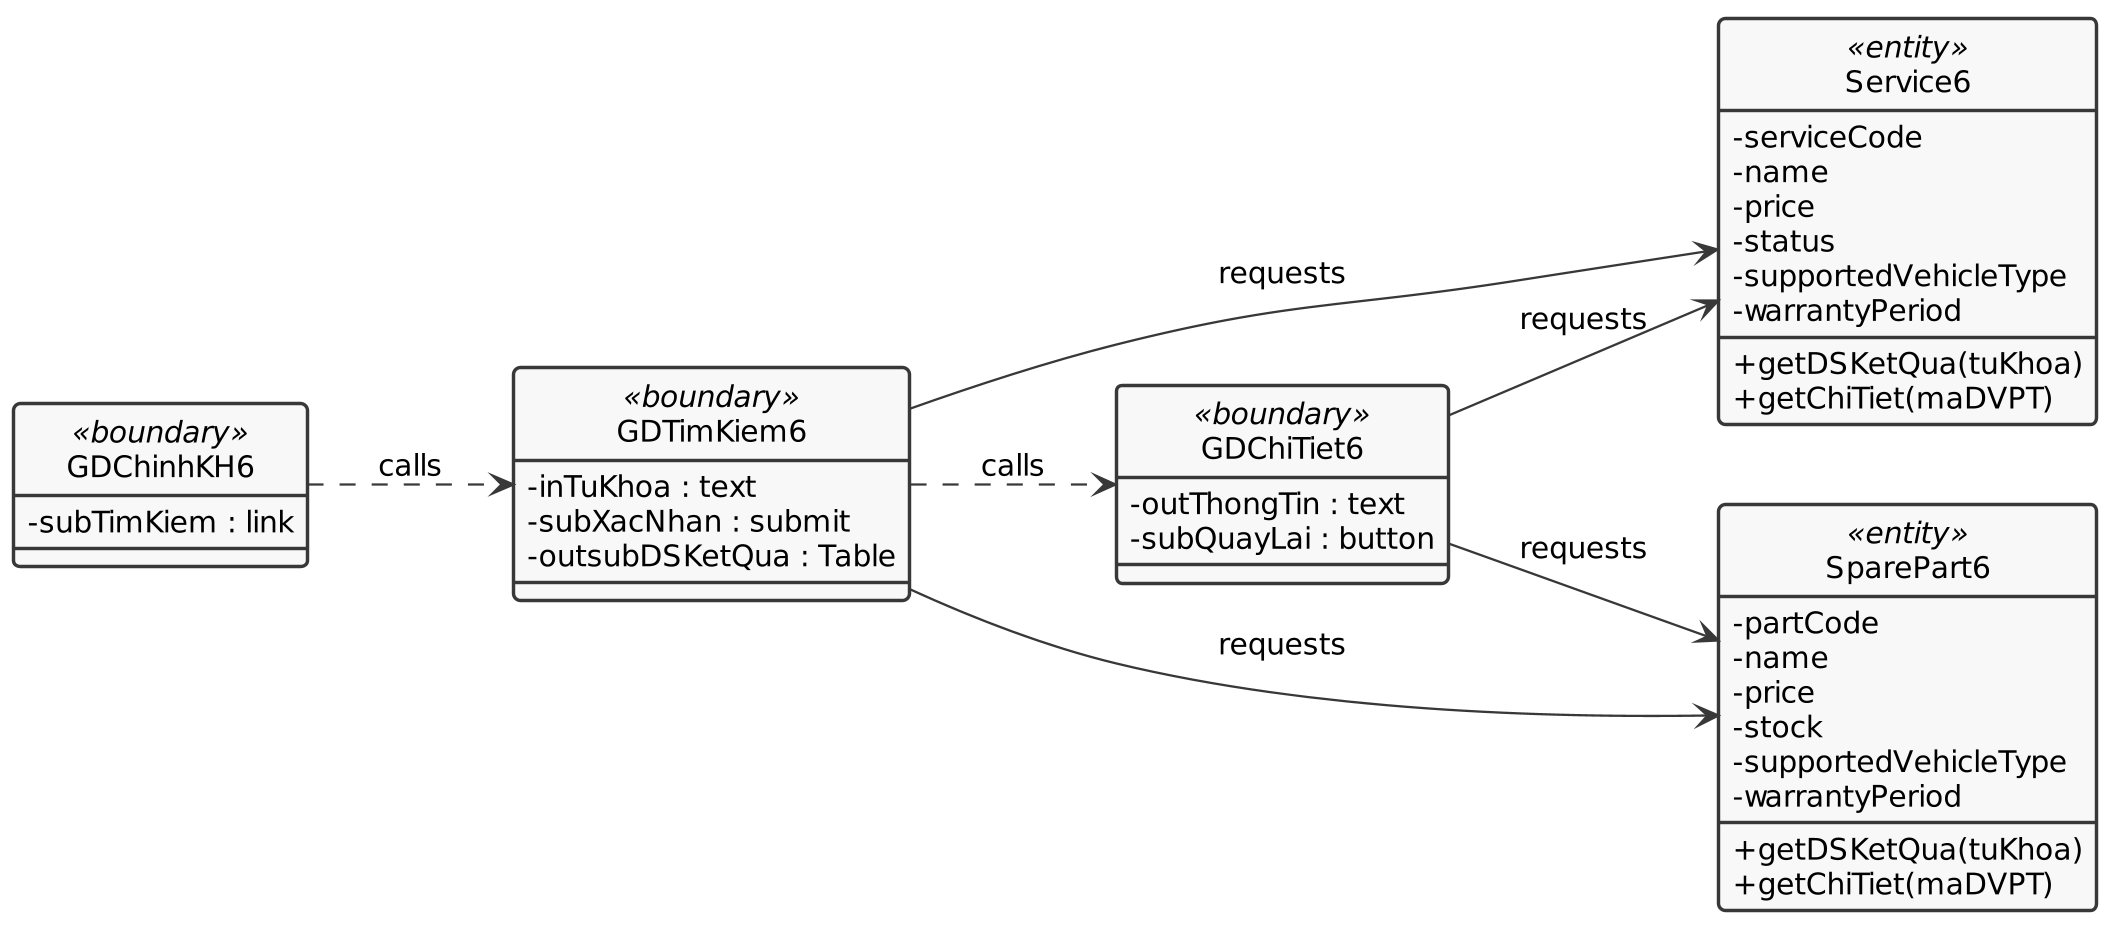 «boundary»
GDChinhKH6
-subTimKiem : link
calls
«boundary»
GDTimKiem6
-inTuKhoa : text
-subXacNhan : submit
-outsubDSKetQua : Table
calls
requests
requests
«boundary»
GDChiTiet6
-outThongTin : text
-subQuayLai : button
requests
requests
«entity»
Service6
-serviceCode
-name
-price
-status
-supportedVehicleType
-warrantyPeriod
+getDSKetQua(tuKhoa)
+getChiTiet(maDVPT)
«entity»
SparePart6
-partCode
-name
-price
-stock
-supportedVehicleType
-warrantyPeriod
+getDSKetQua(tuKhoa)
+getChiTiet(maDVPT)